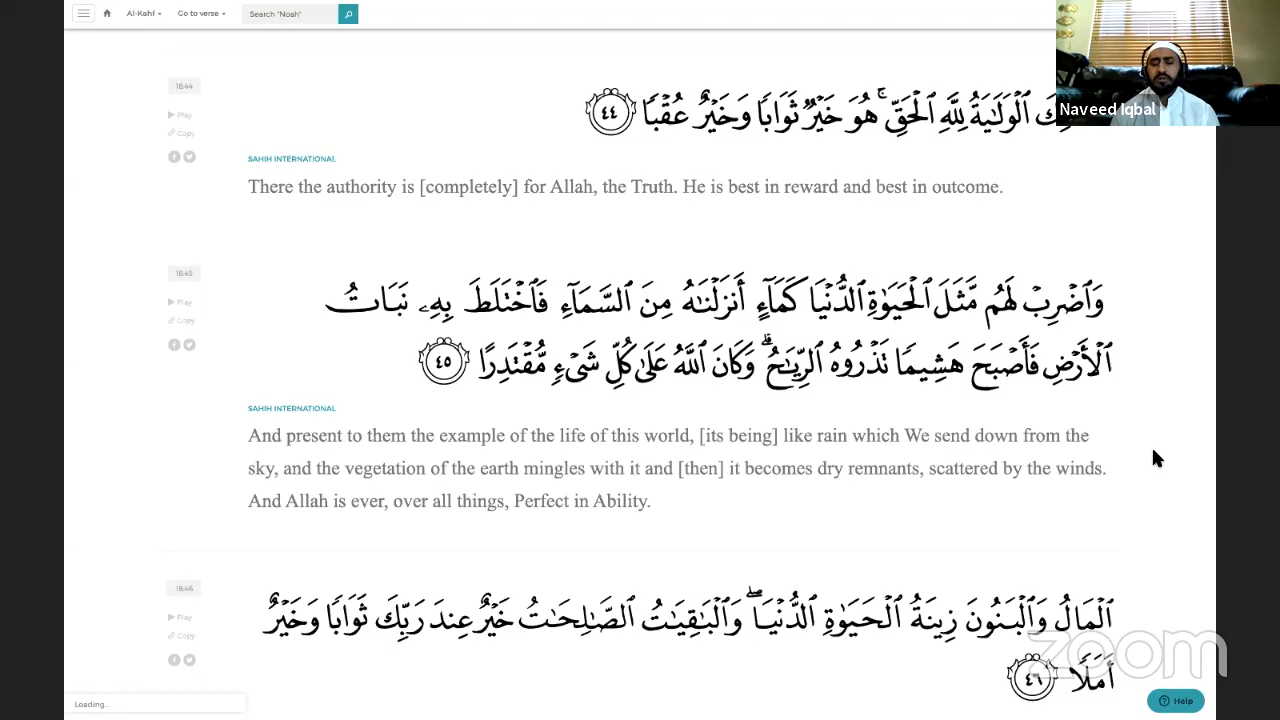 Al-Kahf
Go to verse
Search "Noah"
Naveed Iqbal
18:44
Play
Copy
ٱلْوَلَـٰيَةُ لِلَّهِ ٱلْحَقِّ ۚ هُوَ خَيْرٌ ثَوَابًا وَخَيْرٌ عُقْبًا ٤٤
SAHIH INTERNATIONAL
There the authority is [completely] for Allah, the Truth. He is best in reward and best in outcome.
18:45
Play
Copy
وَٱضْرِبْ لَهُم مَّثَلَ ٱلْحَيَوٰةِ ٱلدُّنْيَا كَمَآءٍ أَنزَلْنَـٰهُ مِنَ ٱلسَّمَآءِ فَٱخْتَلَطَ بِهِۦ نَبَاتُ
ٱلْأَرْضِ فَأَصْبَحَ هَشِيمًا تَذْرُوهُ ٱلرِّيَـٰحُ ۗ وَكَانَ ٱللَّهُ عَلَىٰ كُلِّ شَىْءٍ مُّقْتَدِرًا ٤٥
SAHIH INTERNATIONAL
And present to them the example of the life of this world, [its being] like rain which We send down from the
sky, and the vegetation of the earth mingles with it and [then] it becomes dry remnants, scattered by the winds.
And Allah is ever, over all things, Perfect in Ability.
18:46
Play
Copy
ٱلْمَالُ وَٱلْبَنُونَ زِينَةُ ٱلْحَيَوٰةِ ٱلدُّنْيَا ۖ وَٱلْبَـٰقِيَـٰتُ ٱلصَّـٰلِحَـٰتُ خَيْرٌ عِندَ رَبِّكَ ثَوَابًا وَخَيْرٌ
أَمَلًا ٤٦
zoom
Loading...
Help